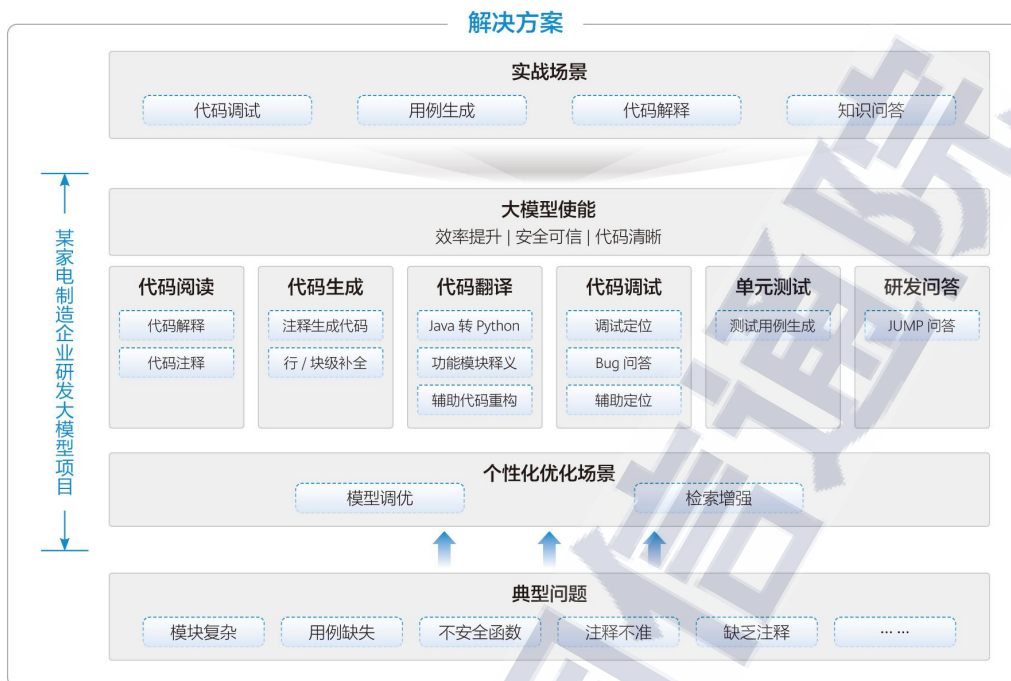 解决方案
实战场景
代码调试 用例生成 代码解释 知识问答
某家电制造企业研发大模型项目
大模型使能
效率提升 | 安全可信 | 代码清晰
代码阅读 代码生成 代码翻译 代码调试 单元测试 研发问答
代码解释 注释生成代码 Java 转 Python 调试定位 测试用例生成 JUMP 问答
代码注释 行 / 块级补全 功能模块释义 Bug 问答
辅助代码重构 辅助定位
个性化优化场景
模型调优 检索增强
典型问题
模块复杂 用例缺失 不安全函数 注释不准 缺乏注释 ... ...
信通院